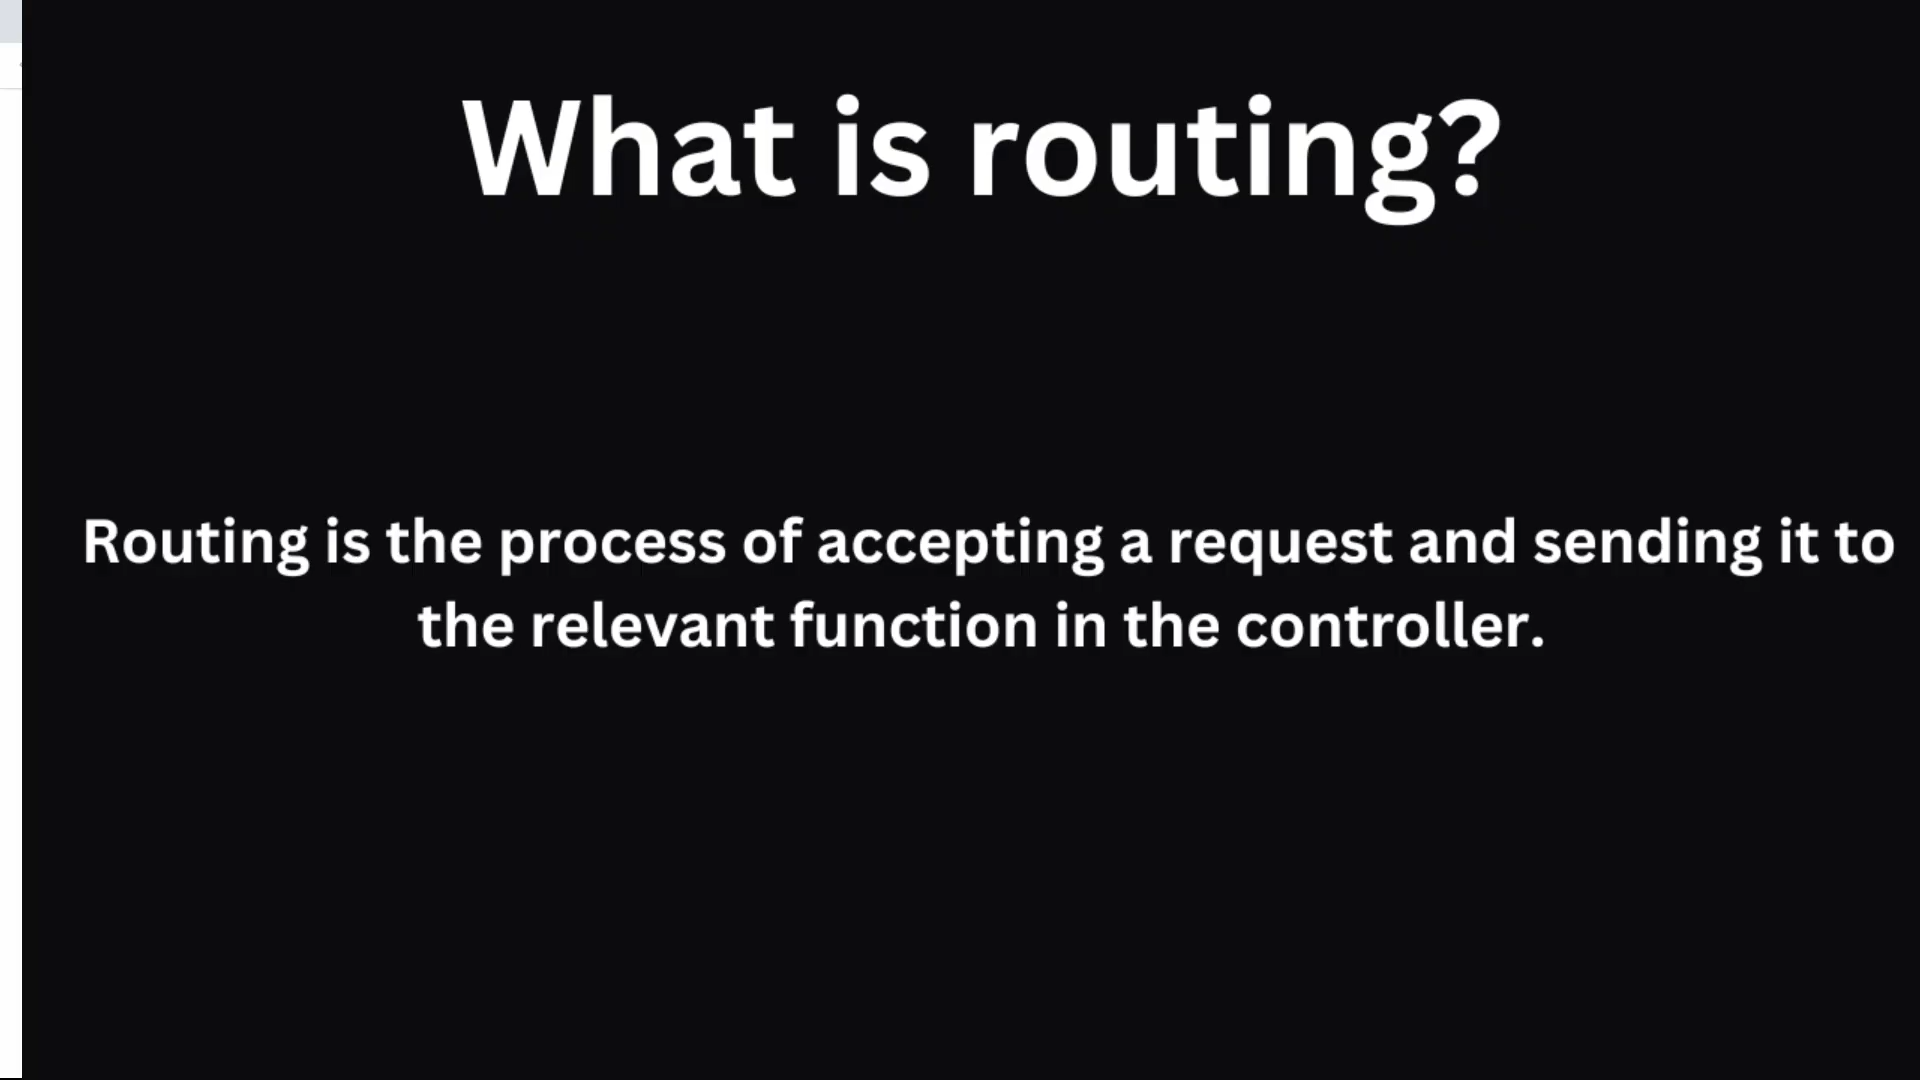 What is routing?
Routing is the process of accepting a request and sending it to
the relevant function in the controller.